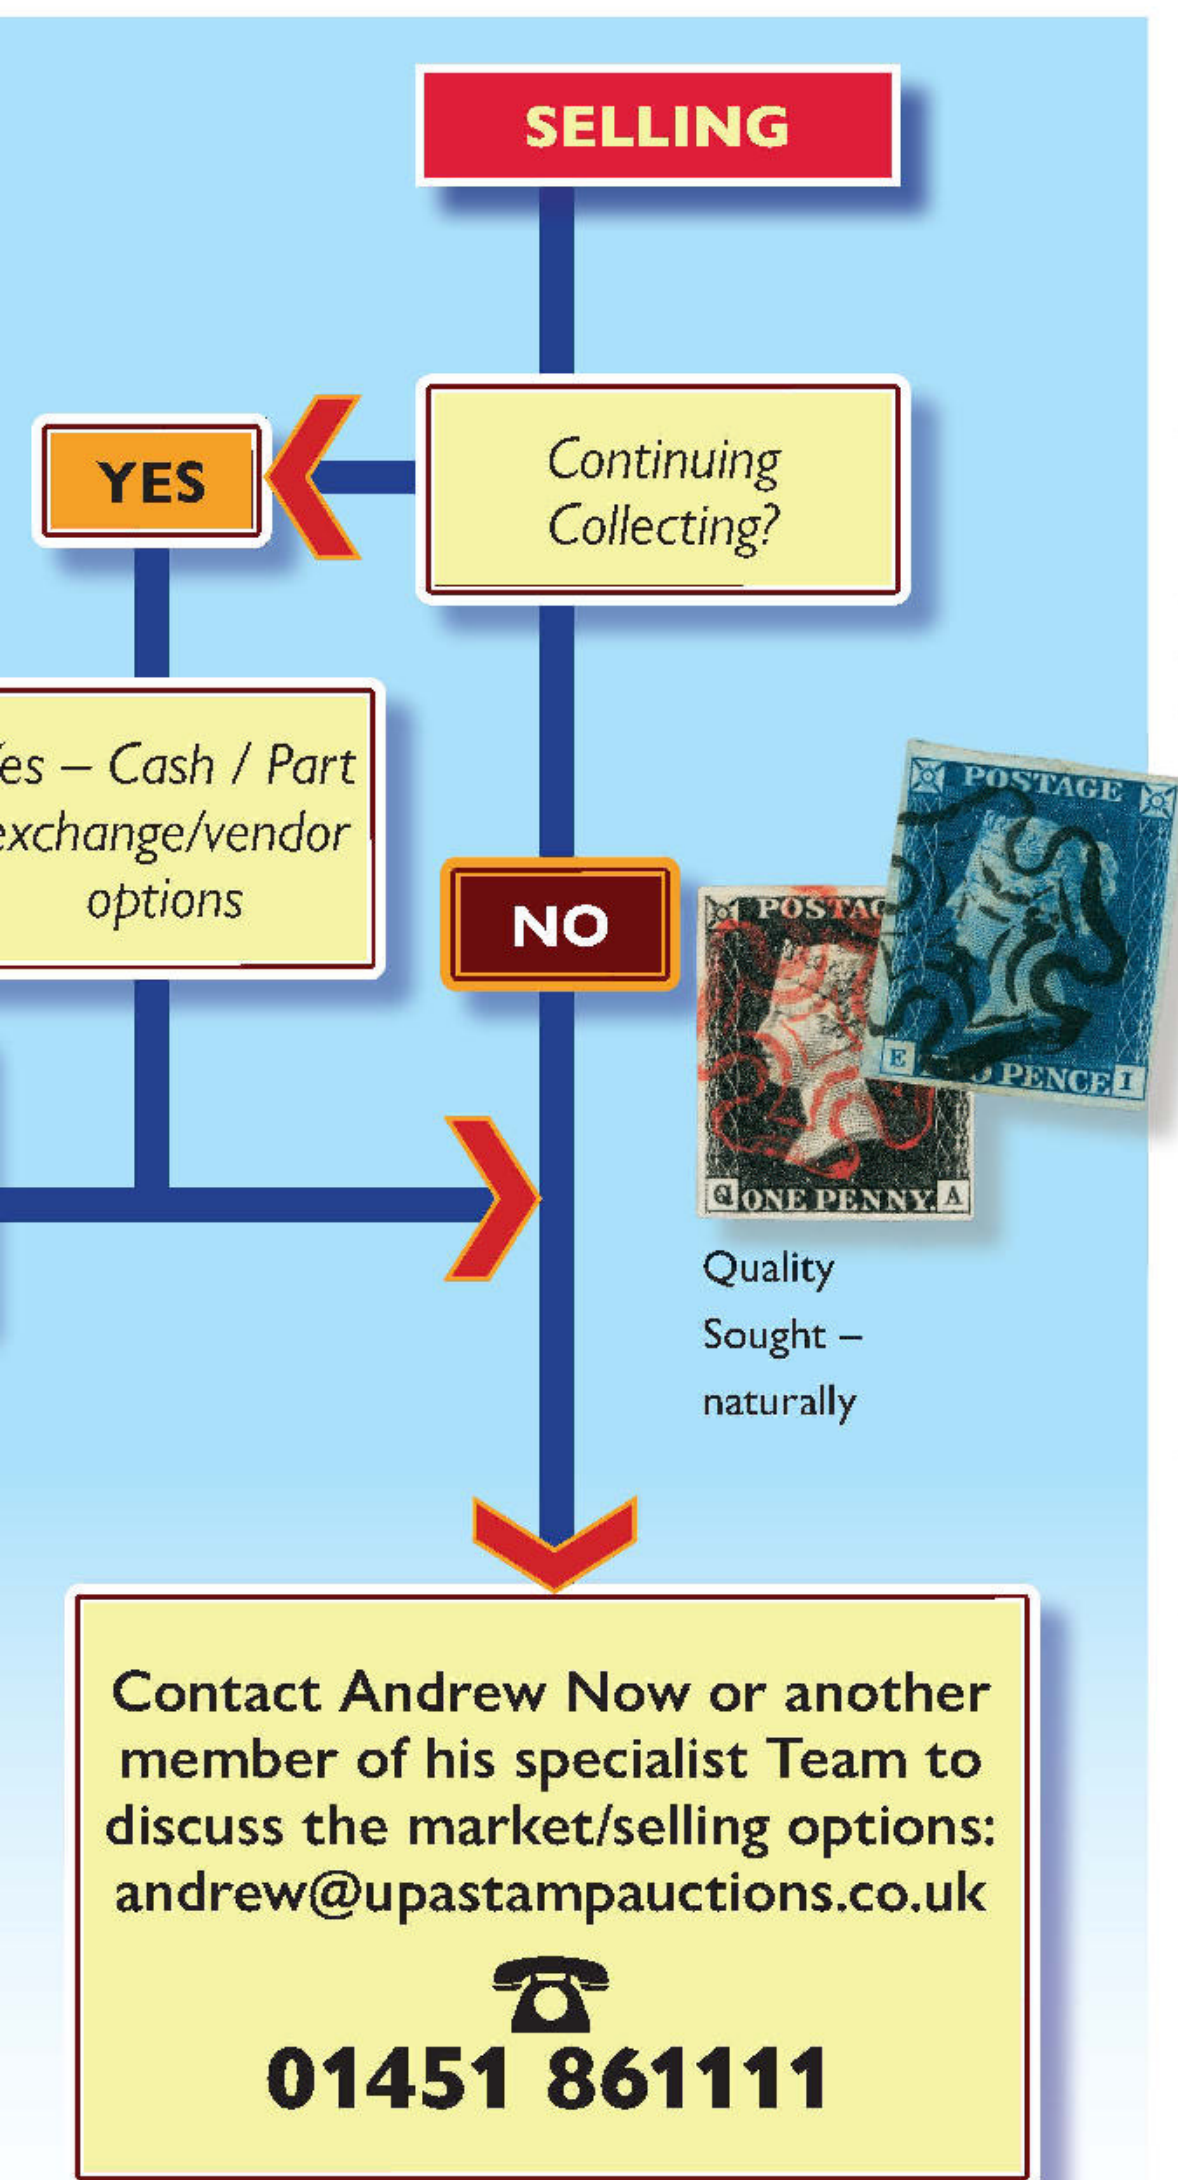 SELLING
Continuing
Collecting?
YES
es – Cash / Part
exchange/vendor
options
NO
POSTAGE
E
PENCE
I
POSTAG
Q
ONE PENNY.
A
Quality
Sought –
naturally
Contact Andrew Now or another
member of his specialist Team to
discuss the market/selling options:
andrew@upastampauctions.co.uk
01451 861111